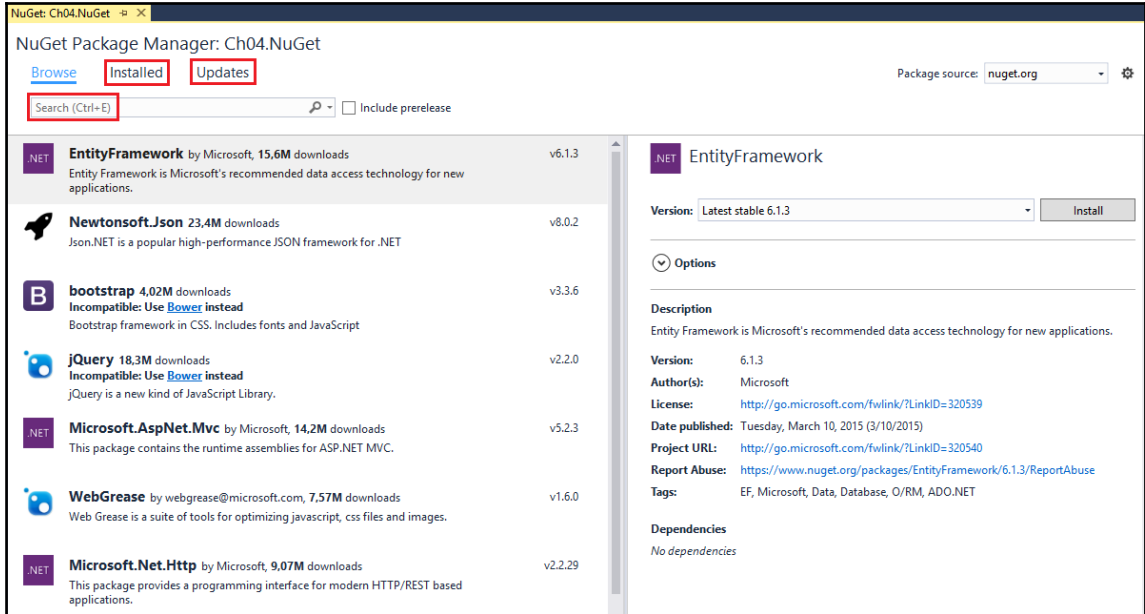 NuGet: Ch04.NuGet
NuGet Package Manager: Ch04.NuGet
Browse Installed Updates
Package source: nuget.org
Search (Ctrl+E) Include prerelease
.NET
EntityFramework by Microsoft, 15,6M downloads v6.1.3
Entity Framework is Microsoft's recommended data access technology for new
applications.
Newtonsoft.Json 23,4M downloads v8.0.2
Json.NET is a popular high-performance JSON framework for .NET
B
bootstrap 4,02M downloads v3.3.6
Incompatible: Use Bower instead
Bootstrap framework in CSS. Includes fonts and JavaScript
jQuery 18,3M downloads v2.2.0
Incompatible: Use Bower instead
jQuery is a new kind of JavaScript Library.
.NET
Microsoft.AspNet.Mvc by Microsoft, 14,2M downloads v5.2.3
This package contains the runtime assemblies for ASP.NET MVC.
WebGrease by webgrease@microsoft.com, 7,57M downloads v1.6.0
Web Grease is a suite of tools for optimizing javascript, css files and images.
.NET
Microsoft.Net.Http by Microsoft, 9,07M downloads v2.2.29
This package provides a programming interface for modern HTTP/REST based
applications.
.NET
EntityFramework
Version: Latest stable 6.1.3 Install
Options
Description
Entity Framework is Microsoft's recommended data access technology for new applications.
Version: 6.1.3
Author(s): Microsoft
License: http://go.microsoft.com/fwlink/?LinkID=320539
Date published: Tuesday, March 10, 2015 (3/10/2015)
Project URL: http://go.microsoft.com/fwlink/?LinkID=320540
Report Abuse: https://www.nuget.org/packages/EntityFramework/6.1.3/ReportAbuse
Tags: EF, Microsoft, Data, Database, O/RM, ADO.NET
Dependencies
No dependencies